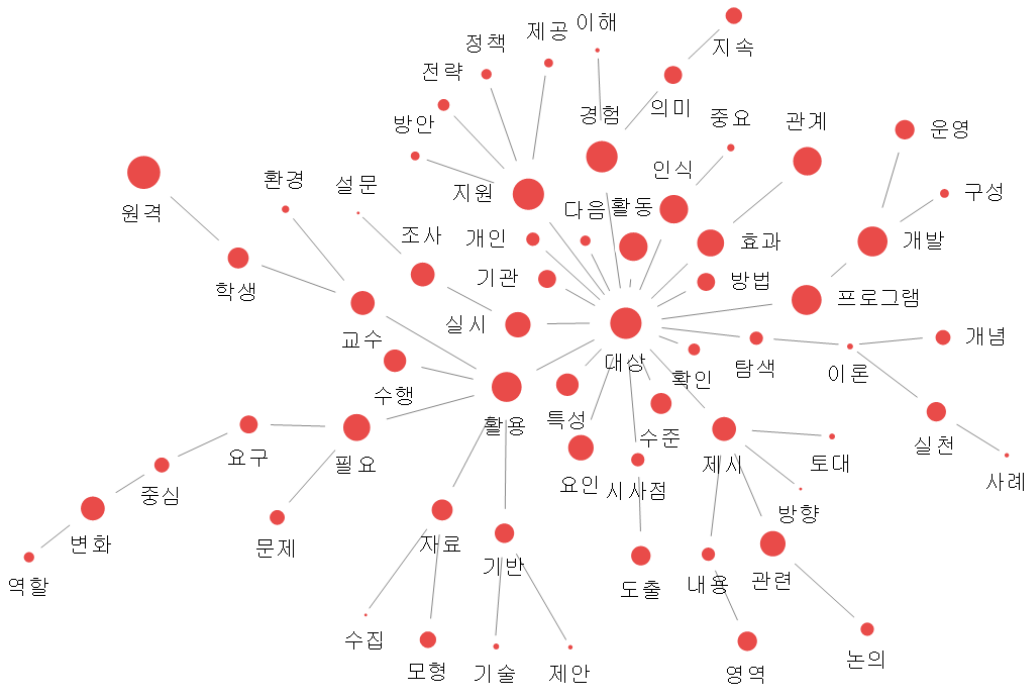 지속
이해
제공
정책
전략
의미
경험
중요
관계
방안
운영
인식
환경
설문
지원
구성
원격
다음
활동
조사
개인
효과
개발
기관
방법
학생
프로그램
실시
교수
대상
개념
탐색
이론
확인
수행
특성
활용
수준
실천
필요
요구
제시
토대
요인
시사점
사례
중심
방향
변화
자료
문제
기반
역할
도출
내용
관련
수집
모형
기술
제안
영역
논의